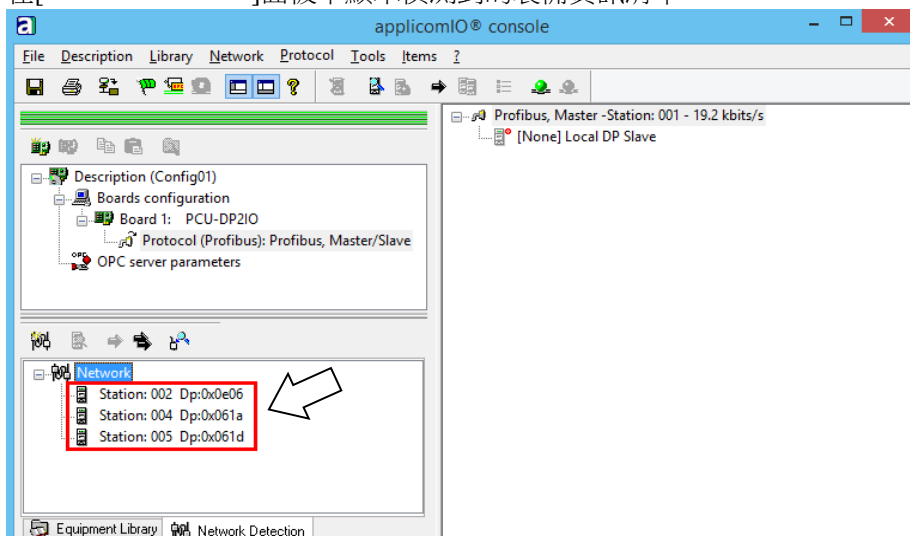 applicomIO® console
File Description Library Network Protocol Tools Items ?
Profibus, Master -Station: 001 - 19.2 kbits/s
[None] Local DP Slave
Description (Config01)
Boards configuration
Board 1: PCU-DP2IO
Protocol (Profibus): Profibus, Master/Slave
OPC server parameters
Network
Station: 002 Dp:0x0e06
Station: 004 Dp:0x061a
Station: 005 Dp:0x061d
Equipment Library Network Detection